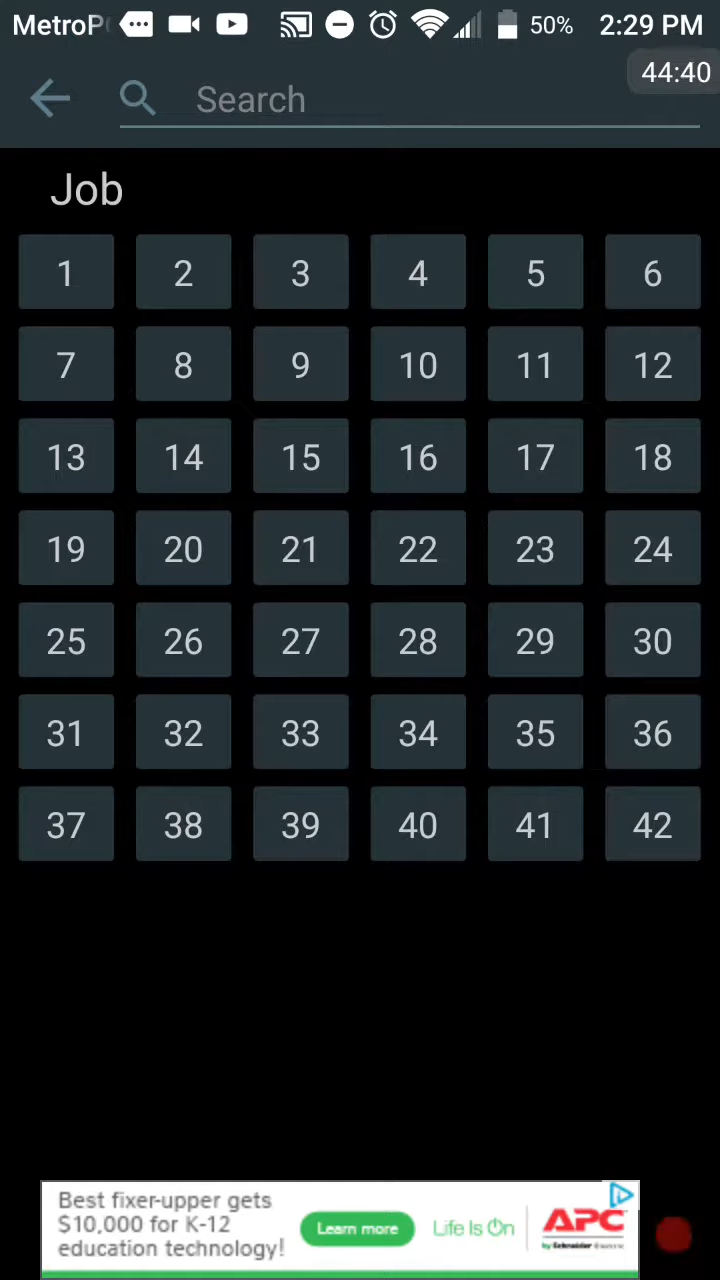 MetroP 50% 2:29 PM
44:40
Search
Job
1 2 3 4 5 6
7 8 9 10 11 12
13 14 15 16 17 18
19 20 21 22 23 24
25 26 27 28 29 30
31 32 33 34 35 36
37 38 39 40 41 42
Best fixer-upper gets
$10,000 for K-12
education technology!
Learn more
Life Is On
APC
by Schneider Electric